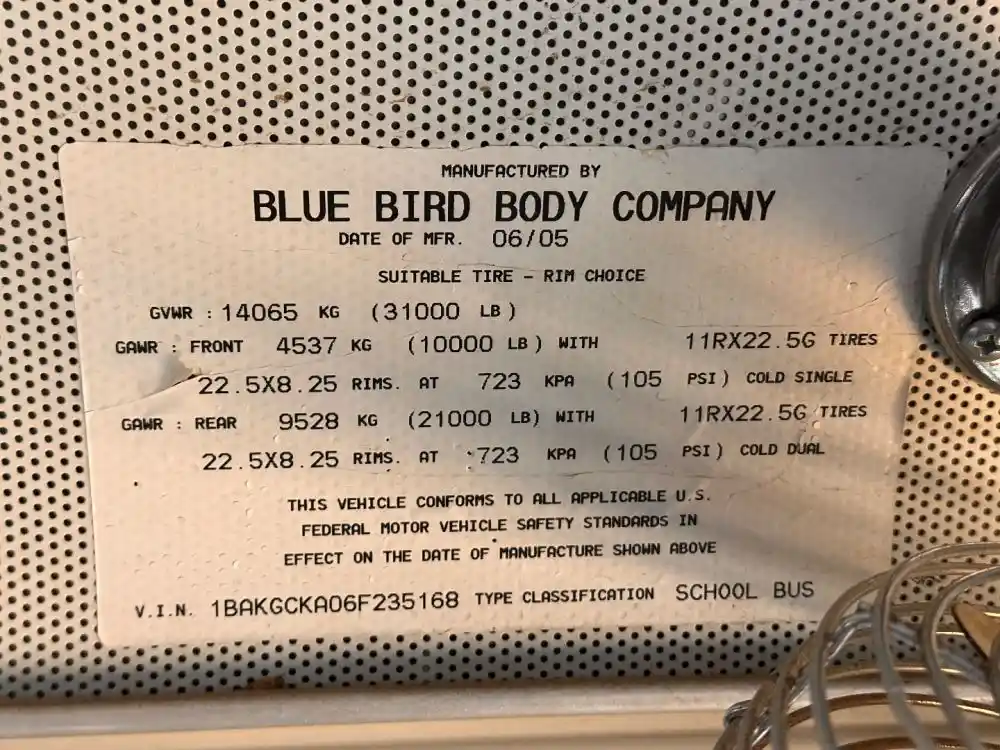 MANUFACTURED BY
BLUE BIRD BODY COMPANY
DATE OF MFR. 06/05
SUITABLE TIRE - RIM CHOICE
GVWR : 14065 KG (31000 LB)
GAWR : FRONT 4537 KG (10000 LB) WITH 11RX22.5G TIRES
22.5X8.25 RIMS. AT 723 KPA (105 PSI) COLD SINGLE
GAWR : REAR 9528 KG (21000 LB) WITH 11RX22.5G TIRES
22.5X8.25 RIMS. AT 723 KPA (105 PSI) COLD DUAL
THIS VEHICLE CONFORMS TO ALL APPLICABLE U.S.
FEDERAL MOTOR VEHICLE SAFETY STANDARDS IN
EFFECT ON THE DATE OF MANUFACTURE SHOWN ABOVE
V.I.N. 1BAKGCKA06F235168 TYPE CLASSIFICATION SCHOOL BUS